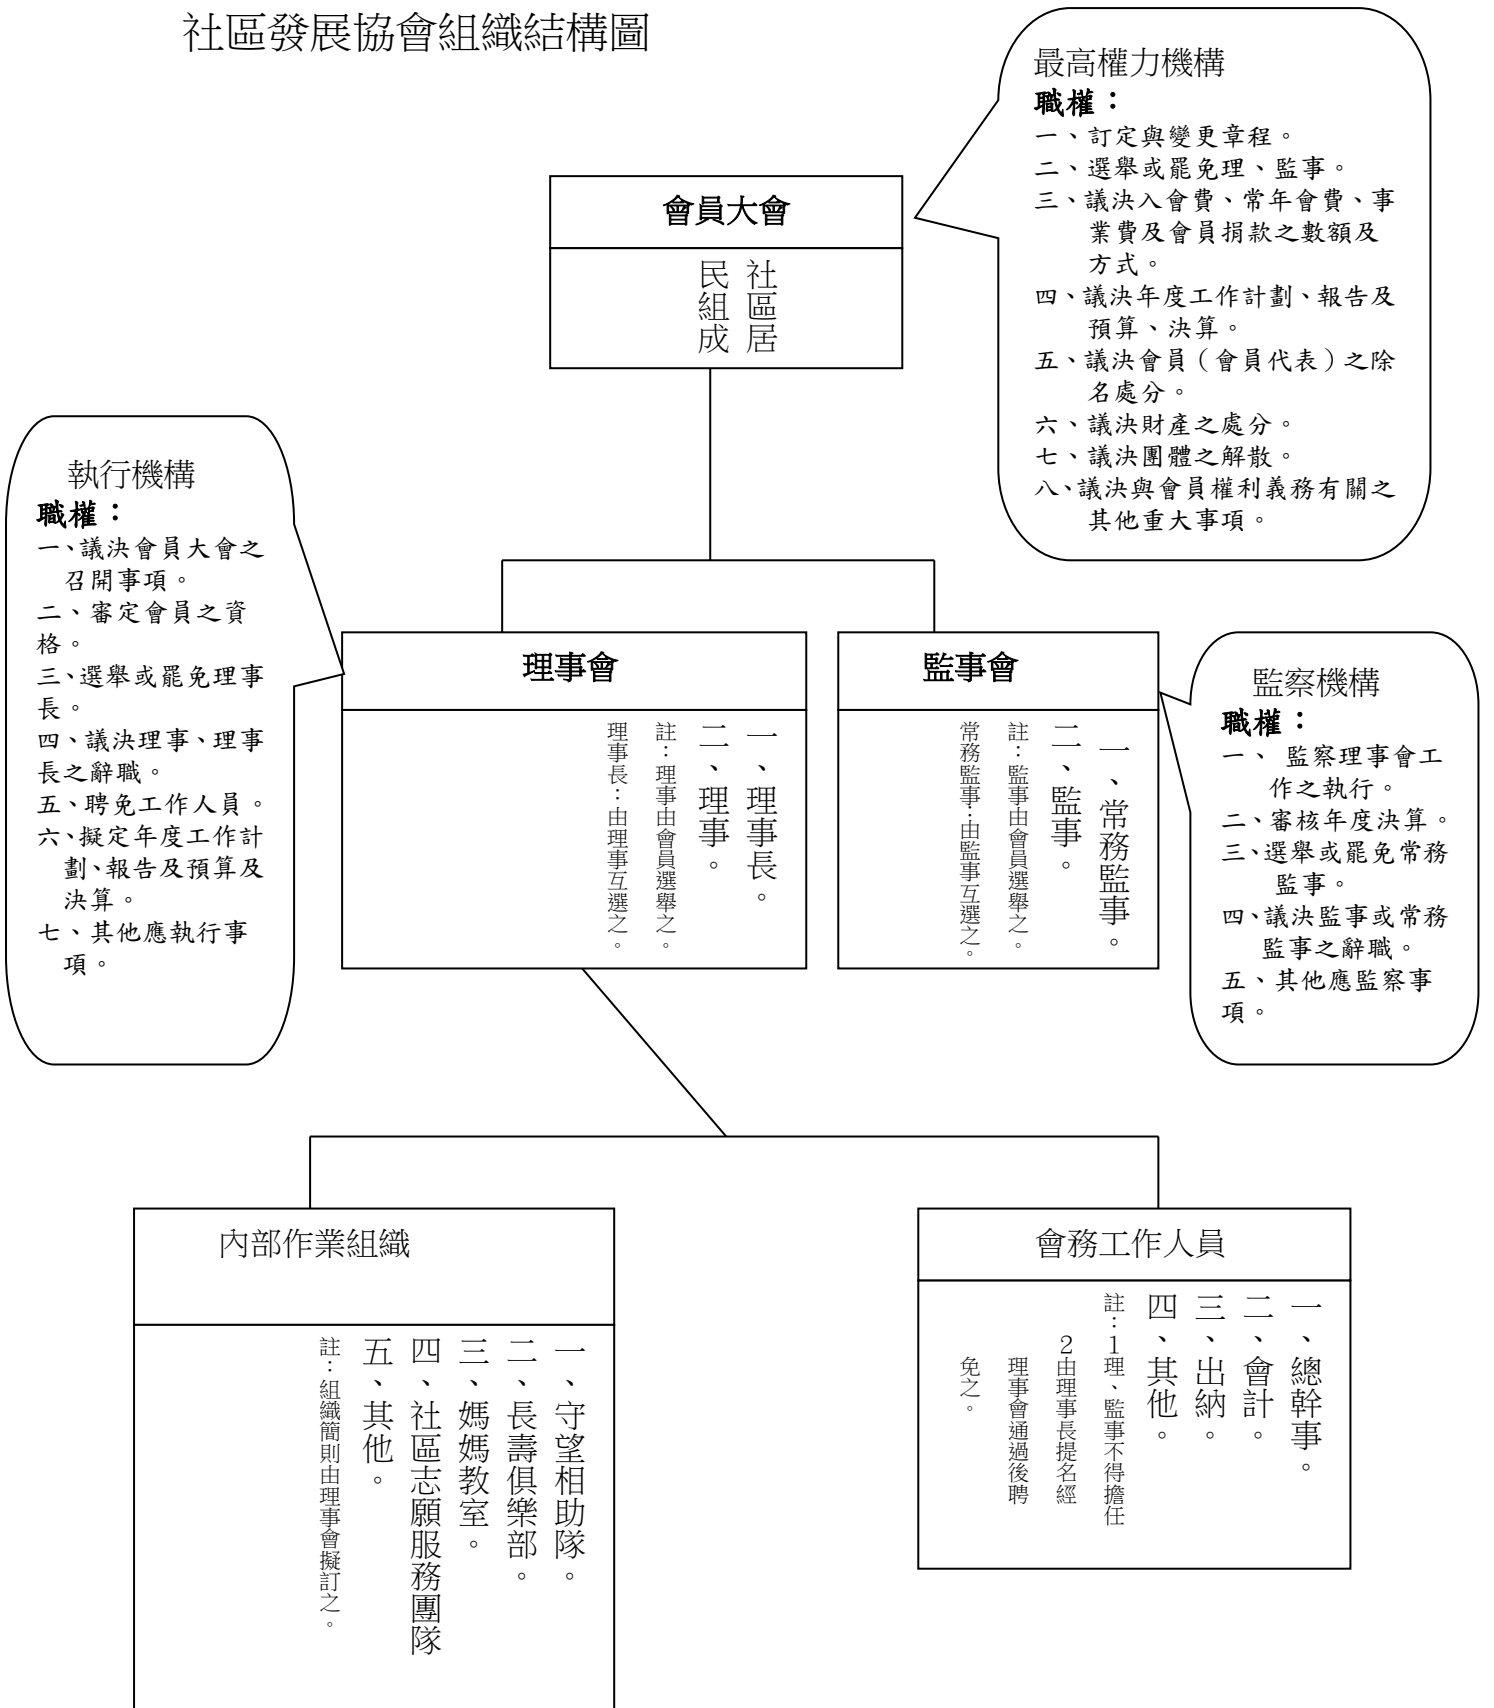 社區發展協會組織結構圖
最高權力機構
職權：
一、訂定與變更章程。
二、選舉或罷免理、監事。
三、議決入會費、常年會費、事
業費及會員捐款之數額及
方式。
四、議決年度工作計劃、報告及
預算、決算。
五、議決會員（會員代表）之除
名處分。
六、議決財產之處分。
七、議決團體之解散。
八、議決與會員權利義務有關之
其他重大事項。
會員大會
社區居
民組成
執行機構
職權：
一、議決會員大會之
召開事項。
二、審定會員之資
格。
三、選舉或罷免理事
長。
四、議決理事、理事
長之辭職。
五、聘免工作人員。
六、擬定年度工作計
劃、報告及預算及
決算。
七、其他應執行事
項。
理事會
一、理事長。
二、理事。
註：理事由會員選舉之。
理事長：由理事互選之。
監事會
一、常務監事。
二、監事。
註：監事由會員選舉之。
常務監事：由監事互選之。
監察機構
職權：
一、 監察理事會工
作之執行。
二、審核年度決算。
三、選舉或罷免常務
監事。
四、議決監事或常務
監事之辭職。
五、其他應監察事
項。
內部作業組織
一、守望相助隊。
二、長壽俱樂部。
三、媽媽教室。
四、社區志願服務團隊
五、其他。
註：組織簡則由理事會擬訂之。
會務工作人員
一、總幹事。
二、會計。
三、出納。
四、其他。
註：1理、監事不得擔任
2由理事長提名經
理事會通過後聘
免之。